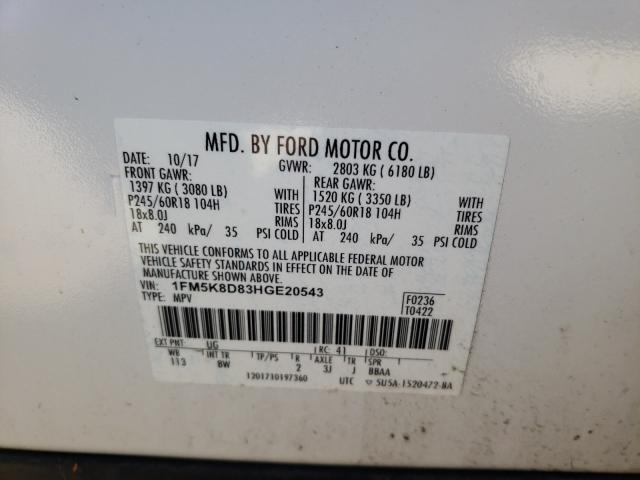 MFD. BY FORD MOTOR CO.
DATE: 10/17 GVWR: 2803 KG ( 6180 LB)
FRONT GAWR: REAR GAWR:
1397 KG ( 3080 LB) WITH 1520 KG ( 3350 LB) WITH
P245/60R18 104H TIRES P245/60R18 104H TIRES
18x8.0J RIMS 18x8.0J RIMS
AT 240 kPa/ 35 PSI COLD AT 240 kPa/ 35 PSI COLD
THIS VEHICLE CONFORMS TO ALL APPLICABLE FEDERAL MOTOR
VEHICLE SAFETY STANDARDS IN EFFECT ON THE DATE OF
MANUFACTURE SHOWN ABOVE.
VIN: 1FM5K8D83HGE20543 F0236
TYPE: MPV T0422
EXT PNT: UG RC: 41 DSO:
WB INT TR TP/PS R AXLE TR SPR
113 BW 2 3J J BBAA
1201710197360 UTC ▽ 5U5A-1520472-BA